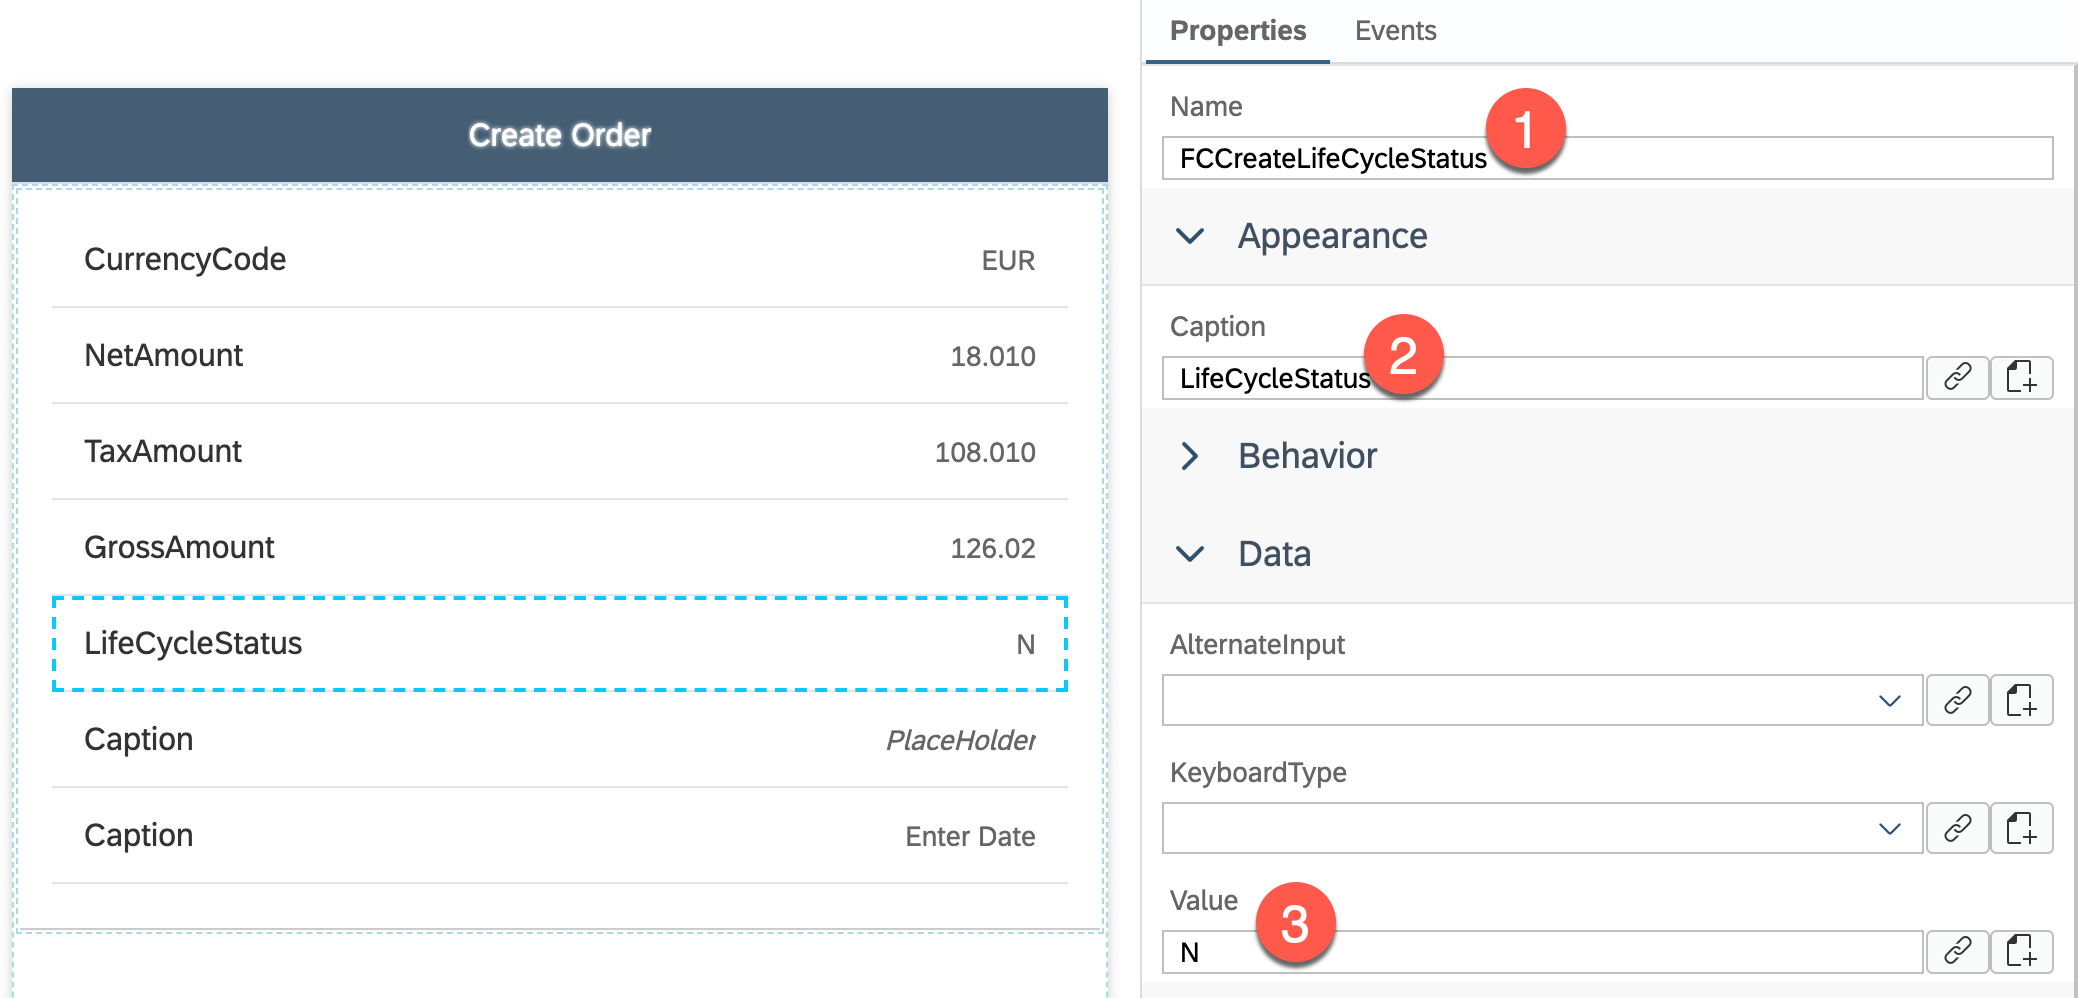 Create Order
CurrencyCode EUR
NetAmount 18.010
TaxAmount 108.010
GrossAmount 126.02
LifeCycleStatus N
Caption PlaceHolder
Caption Enter Date
Properties Events
Name
1
FCCreateLifeCycleStatus
Appearance
Caption
2
LifeCycleStatus
Behavior
Data
AlternateInput
KeyboardType
Value
3
N